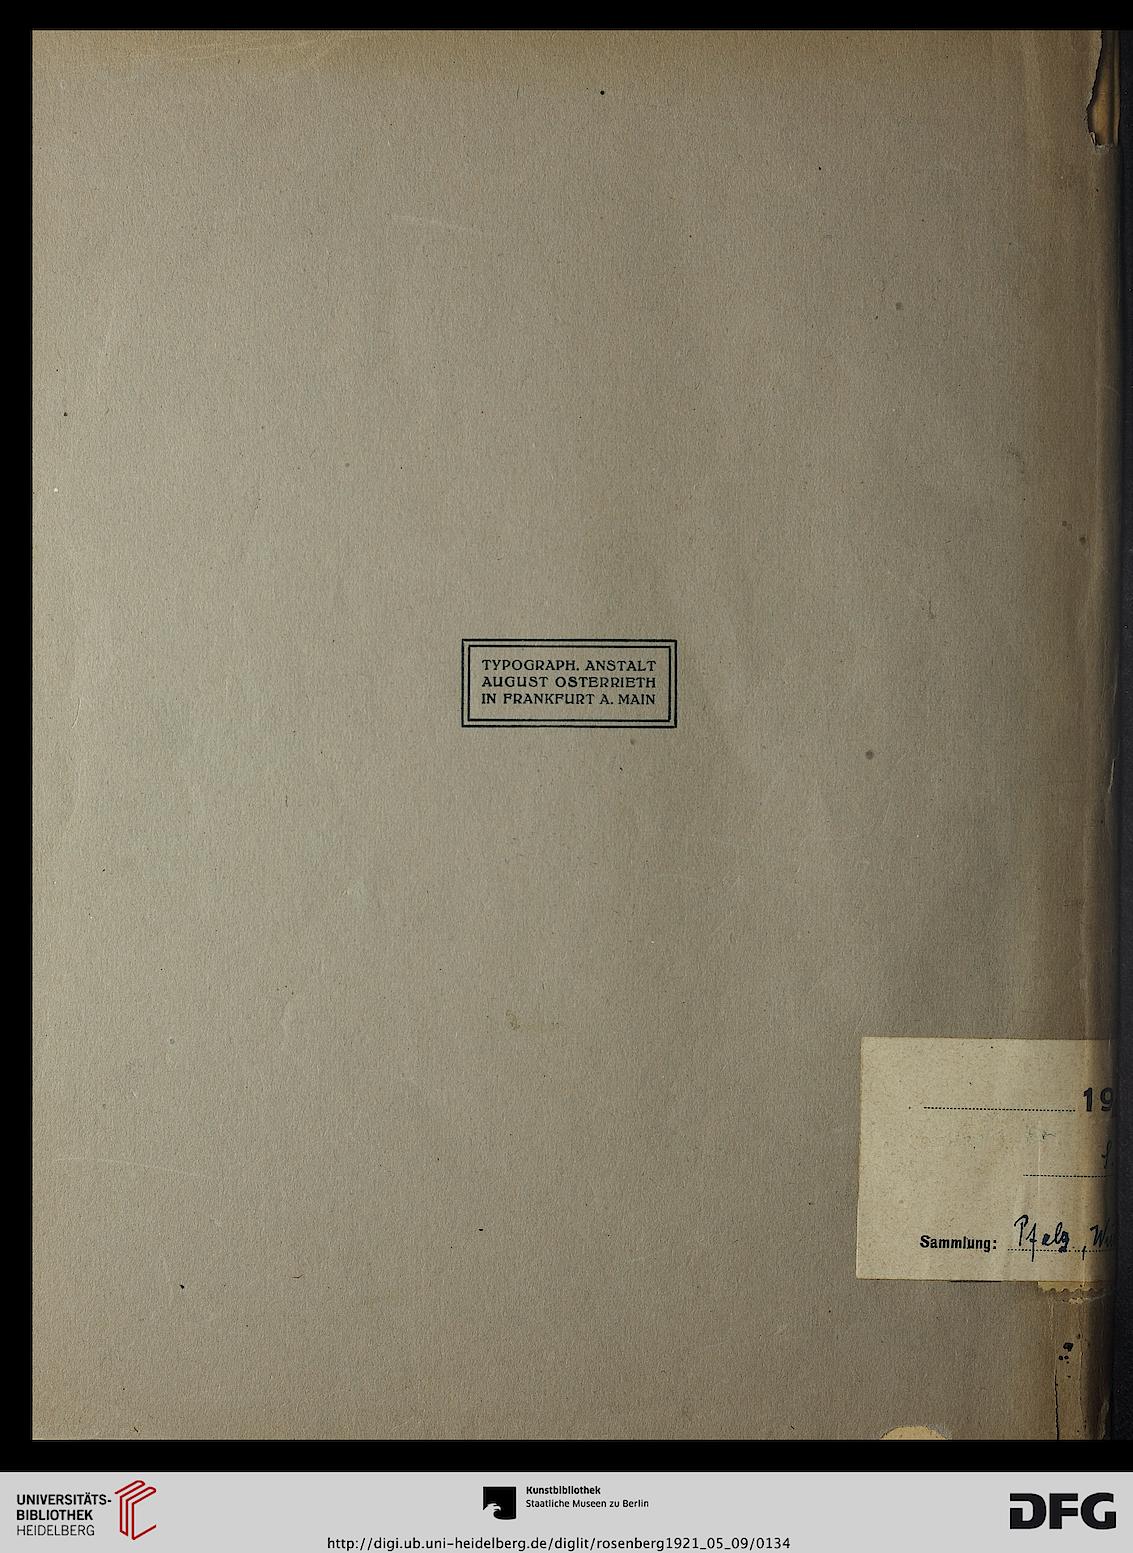 TYPOGRAPH. ANSTALT
AUGUST OSTERRIETH
IN FRANKFURT A. MAIN
19
Sammlung: Pfalz, W
UNIVERSITÄTS-
BIBLIOTHEK
HEIDELBERG
Kunstbibliothek
Staatliche Museen zu Berlin
DFG
http://digi.ub.uni-heidelberg.de/diglit/rosenberg1921_05_09/0134